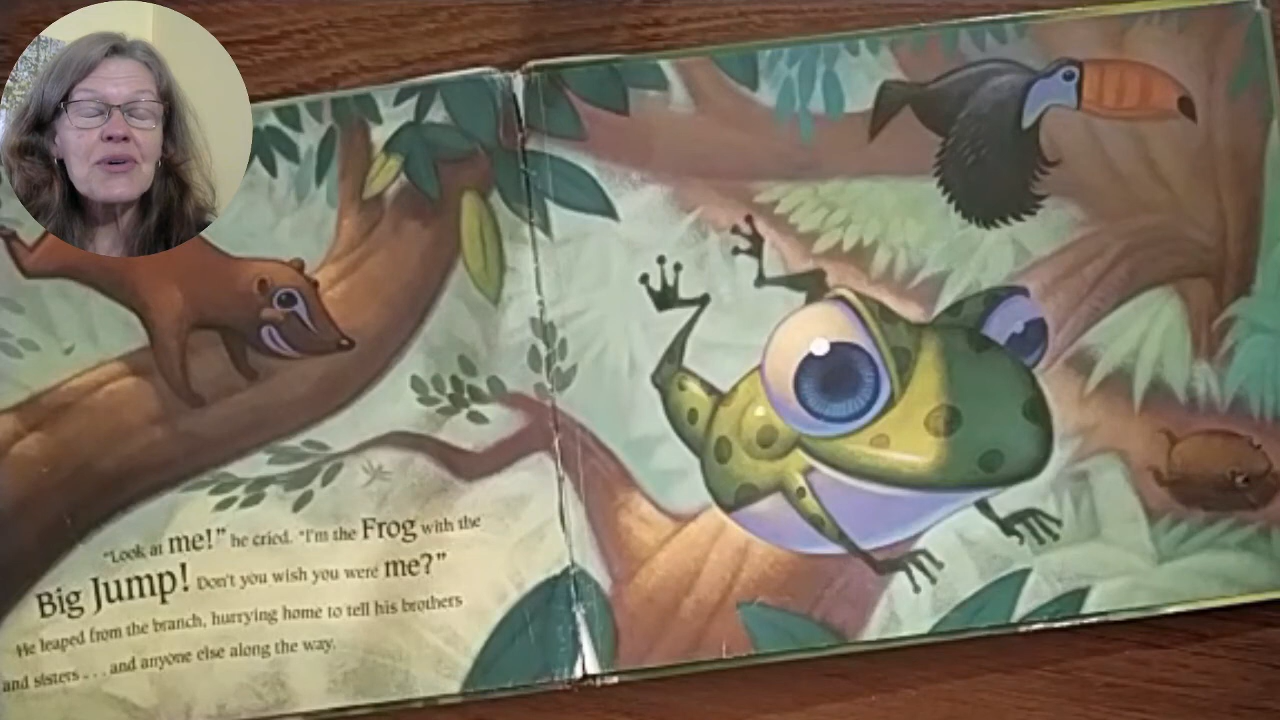 "Look at me!" he cried. "I'm the Frog with the
Big Jump! Don't you wish you were me?"
He leaped from the branch, hurrying home to tell his brothers
and sisters . . . and anyone else along the way.